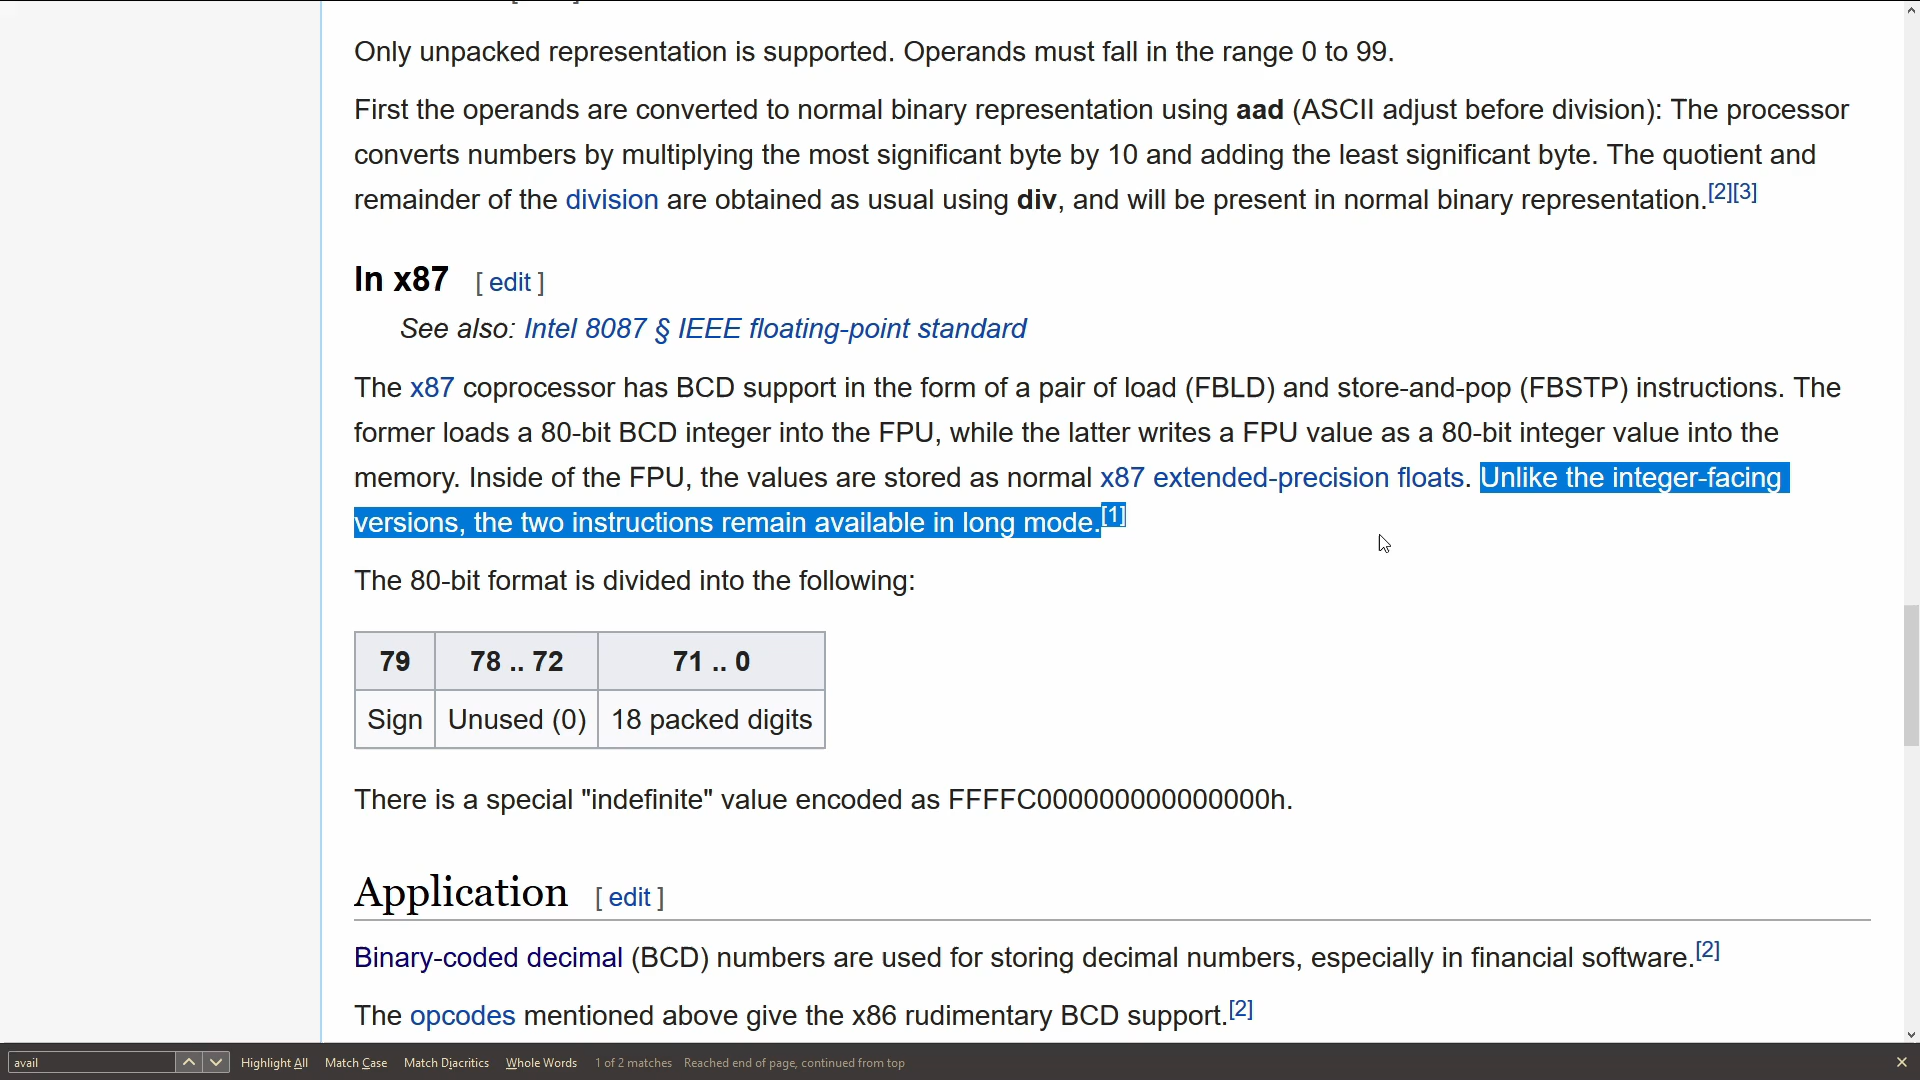 Only unpacked representation is supported. Operands must fall in the range 0 to 99.
First the operands are converted to normal binary representation using aad (ASCII adjust before division): The processor
converts numbers by multiplying the most significant byte by 10 and adding the least significant byte. The quotient and
remainder of the division are obtained as usual using div, and will be present in normal binary representation.[2][3]
In x87 [ edit ]
See also: Intel 8087 § IEEE floating-point standard
The x87 coprocessor has BCD support in the form of a pair of load (FBLD) and store-and-pop (FBSTP) instructions. The
former loads a 80-bit BCD integer into the FPU, while the latter writes a FPU value as a 80-bit integer value into the
memory. Inside of the FPU, the values are stored as normal x87 extended-precision floats. Unlike the integer-facing
versions, the two instructions remain available in long mode.[1]
The 80-bit format is divided into the following:
79 78 .. 72 71 .. 0
Sign Unused (0) 18 packed digits
There is a special "indefinite" value encoded as FFFFC000000000000000h.
Application [ edit ]
Binary-coded decimal (BCD) numbers are used for storing decimal numbers, especially in financial software.[2]
The opcodes mentioned above give the x86 rudimentary BCD support.[2]
avail Highlight All Match Case Match Diacritics Whole Words 1 of 2 matches Reached end of page, continued from top